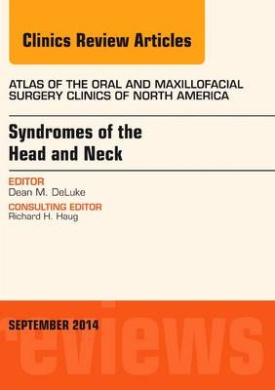 Clinics Review Articles
ATLAS OF THE ORAL AND MAXILLOFACIAL
SURGERY CLINICS OF NORTH AMERICA
Syndromes of the
Head and Neck
EDITOR
Dean M. DeLuke
CONSULTING EDITOR
Richard H. Haug
SEPTEMBER 2014
reviews